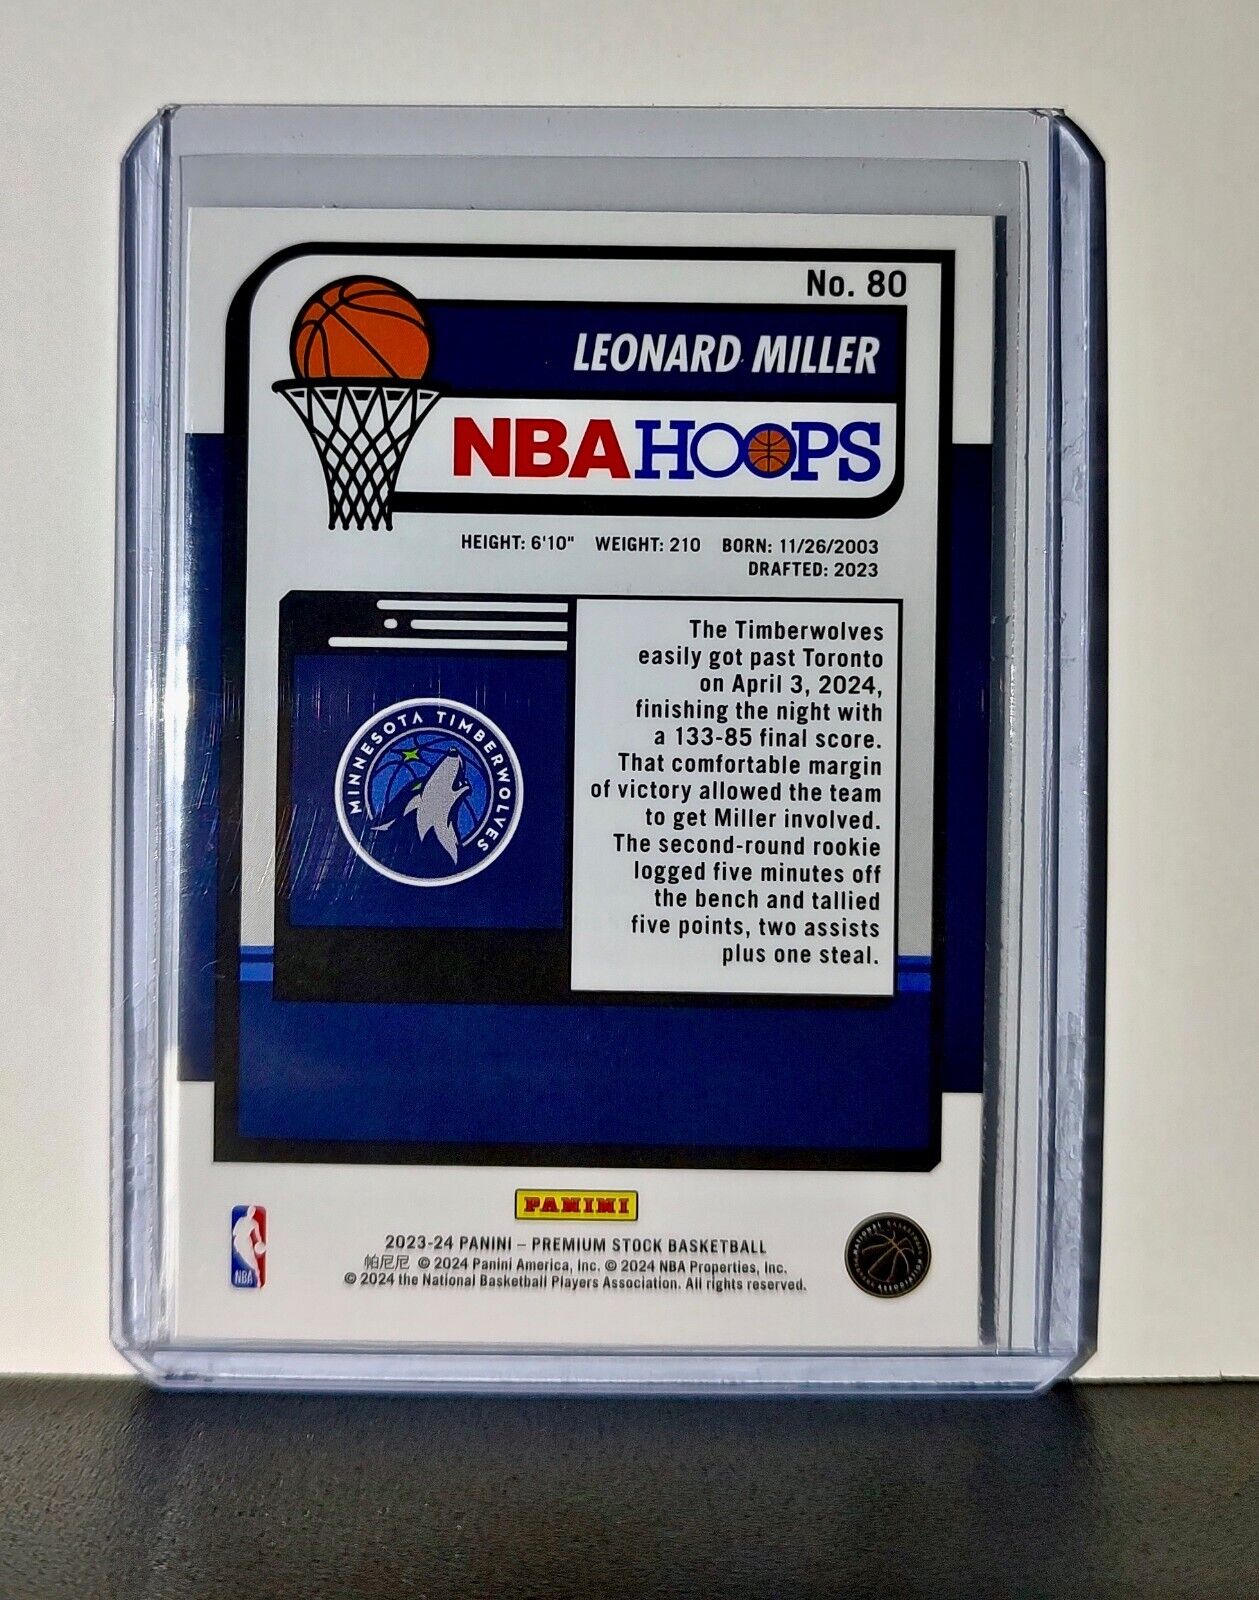 No. 80
LEONARD MILLER
NBA HOOPS
HEIGHT: 6'10" WEIGHT: 210 BORN: 11/26/2003
DRAFTED: 2023
MINNESOTA TIMBERWOLVES
The Timberwolves
easily got past Toronto
on April 3, 2024,
finishing the night with
a 133-85 final score.
That comfortable margin
of victory allowed the team
to get Miller involved.
The second-round rookie
logged five minutes off
the bench and tallied
five points, two assists
plus one steal.
PANINI
2023-24 PANINI – PREMIUM STOCK BASKETBALL
帕尼尼 © 2024 Panini America, Inc. © 2024 NBA Properties, Inc.
© 2024 the National Basketball Players Association. All rights reserved.
NBA
NATIONAL BASKETBALL PLAYERS ASSOCIATION